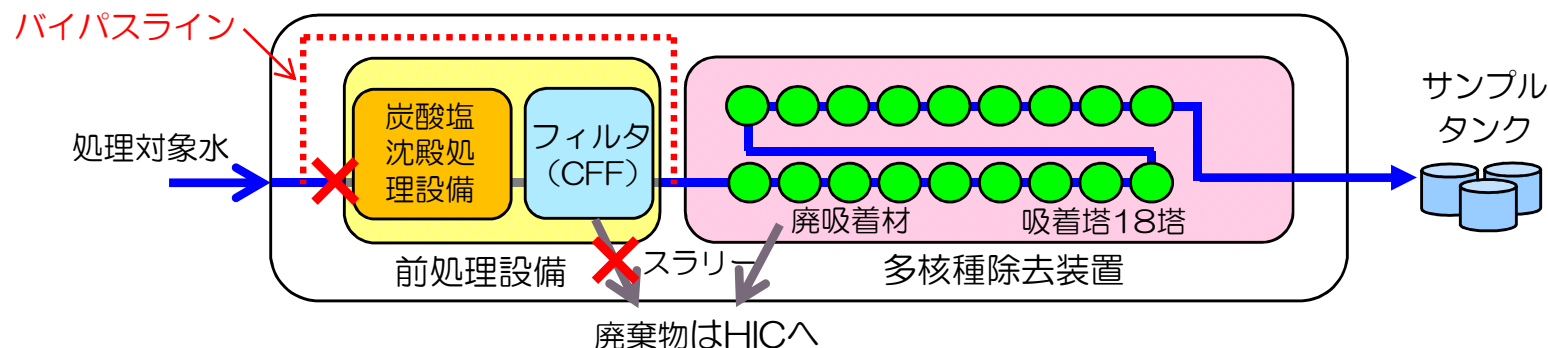 バイパスライン
処理対象水
炭酸塩
沈殿処
理設備
フィルタ
（CFF）
前処理設備
スラリー
廃吸着材
吸着塔18塔
多核種除去装置
サンプル
タンク
廃棄物はHICへ